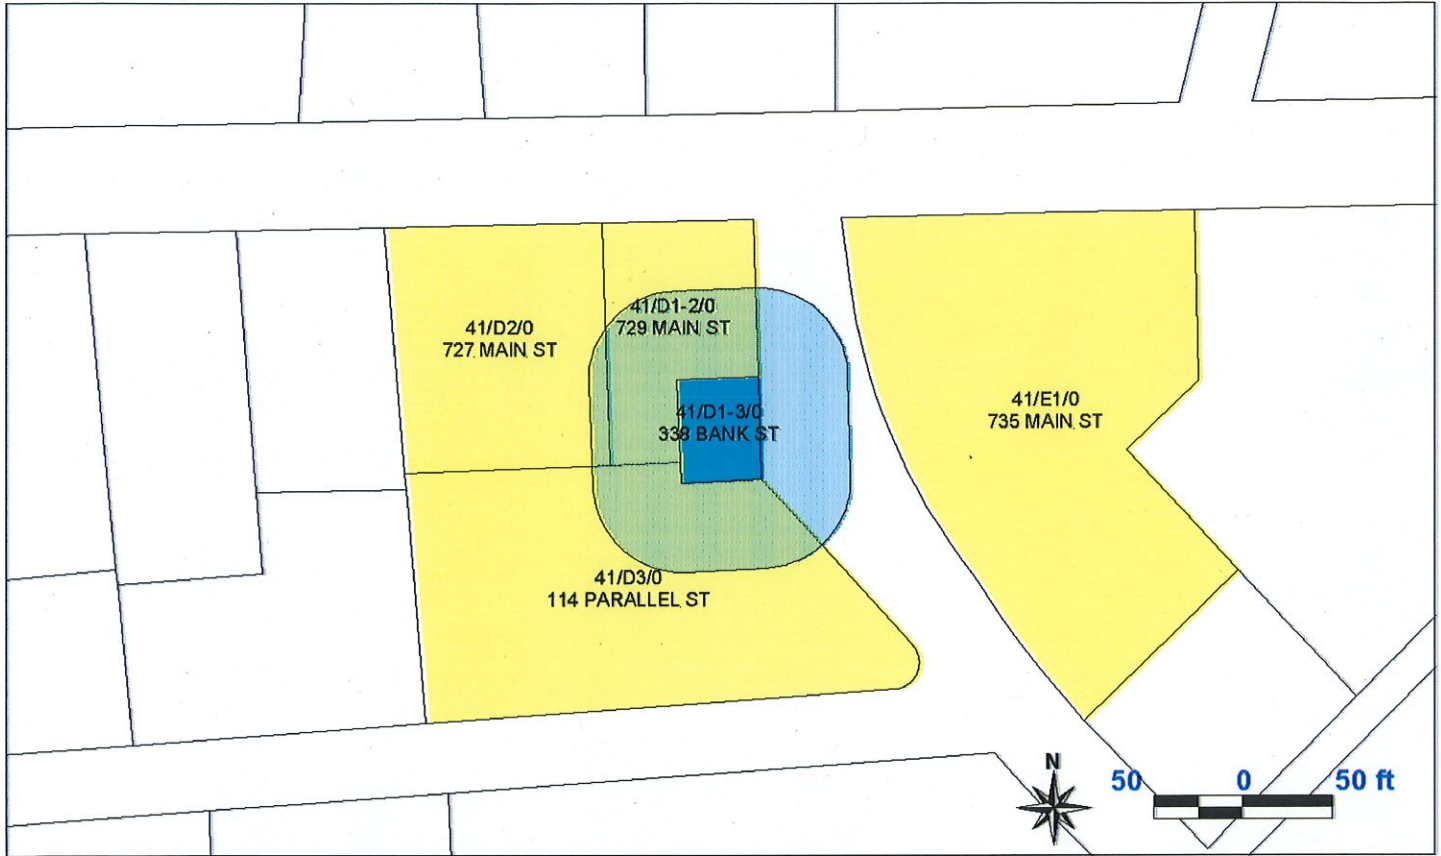 41/D1-2/0
729 MAIN ST
41/D2/0
727 MAIN ST
41/D1-3/0
338 BANK ST
41/E1/0
735 MAIN ST
41/D3/0
114 PARALLEL ST
N
50 0 50 ft